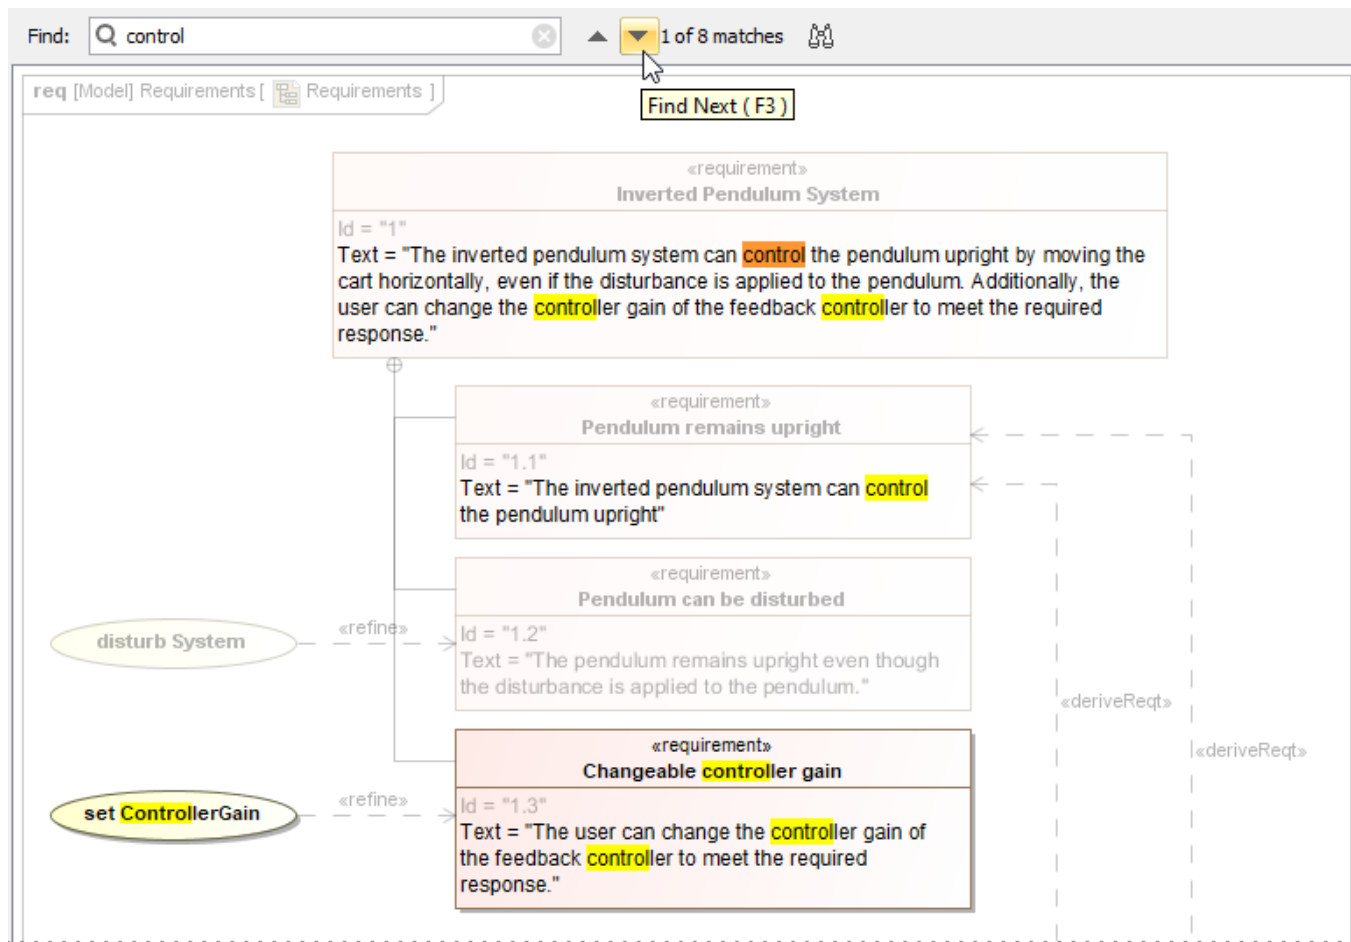 Find: control 1 of 8 matches
Find Next ( F3 )
req [Model] Requirements [ Requirements ]
«requirement»
Inverted Pendulum System
Id = "1"
Text = "The inverted pendulum system can control the pendulum upright by moving the
cart horizontally, even if the disturbance is applied to the pendulum. Additionally, the
user can change the controller gain of the feedback controller to meet the required
response."
«requirement»
Pendulum remains upright
Id = "1.1"
Text = "The inverted pendulum system can control
the pendulum upright"
«requirement»
Pendulum can be disturbed
disturb System
«refine»
Id = "1.2"
Text = "The pendulum remains upright even though
the disturbance is applied to the pendulum."
«deriveReqt»
«deriveReqt»
«requirement»
Changeable controller gain
set ControllerGain
«refine»
Id = "1.3"
Text = "The user can change the controller gain of
the feedback controller to meet the required
response."